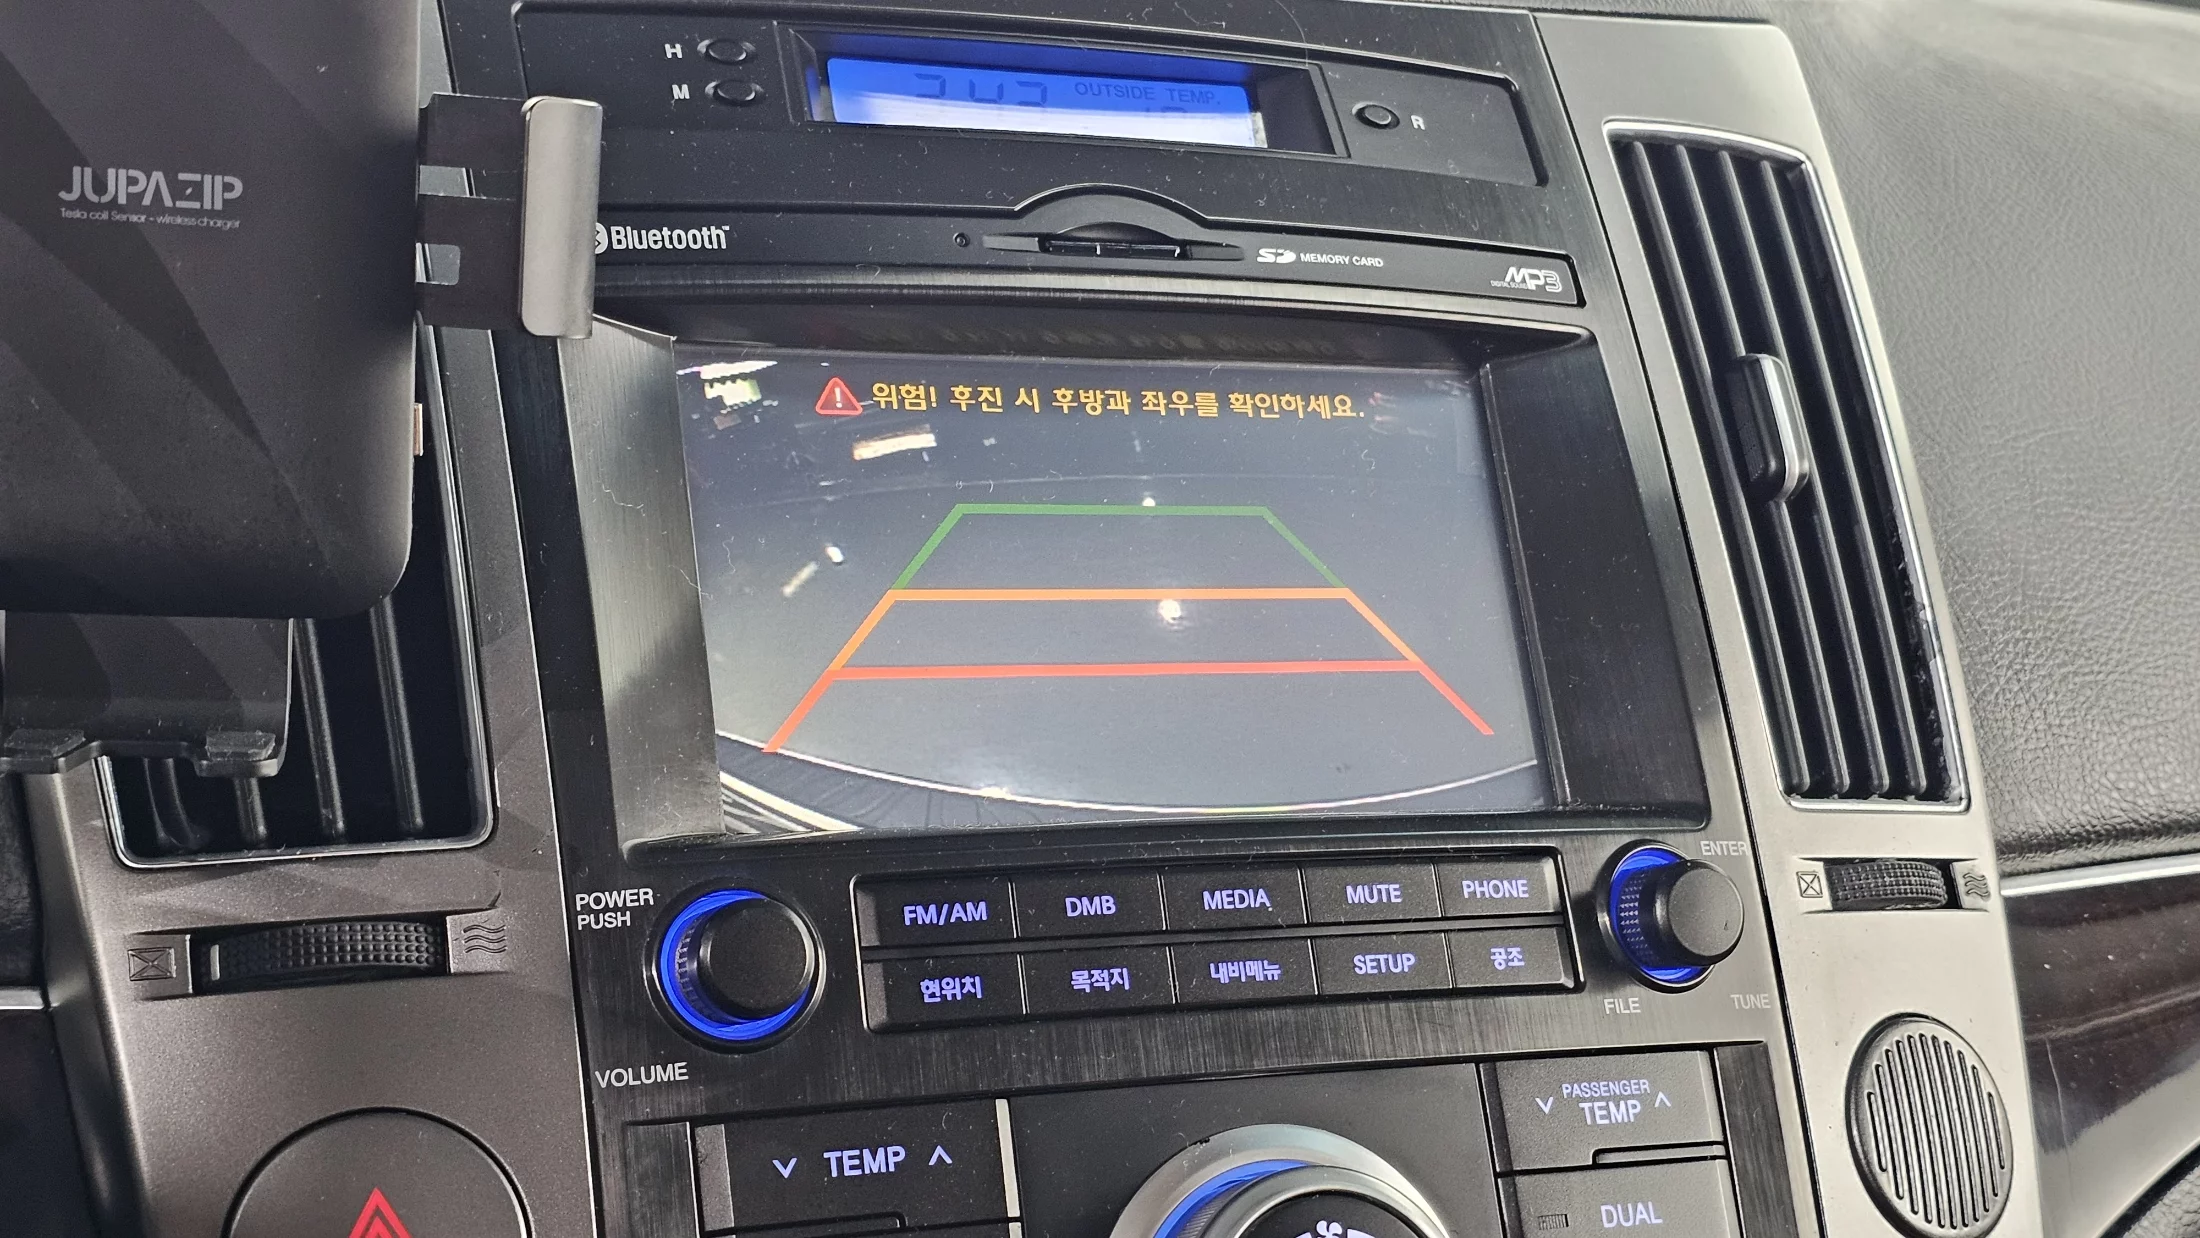 H
M
OUTSIDE TEMP.
R
JUPAZIP
Tesla coil Sensor - wireless charger
Bluetooth™
SD MEMORY CARD
MP3
DIGITAL SOUND
위험! 후진 시 후방과 좌우를 확인하세요.
ENTER
POWER
PUSH
FM/AM DMB MEDIA MUTE PHONE
현위치 목적지 내비메뉴 SETUP 공조
FILE TUNE
VOLUME
PASSENGER
∨ TEMP ∧
∨ TEMP ∧
DUAL